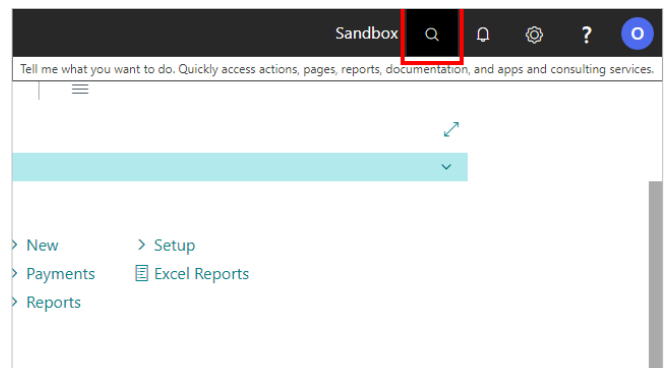 Sandbox ? O
Tell me what you want to do. Quickly access actions, pages, reports, documentation, and apps and consulting services.
New Setup
Payments Excel Reports
Reports